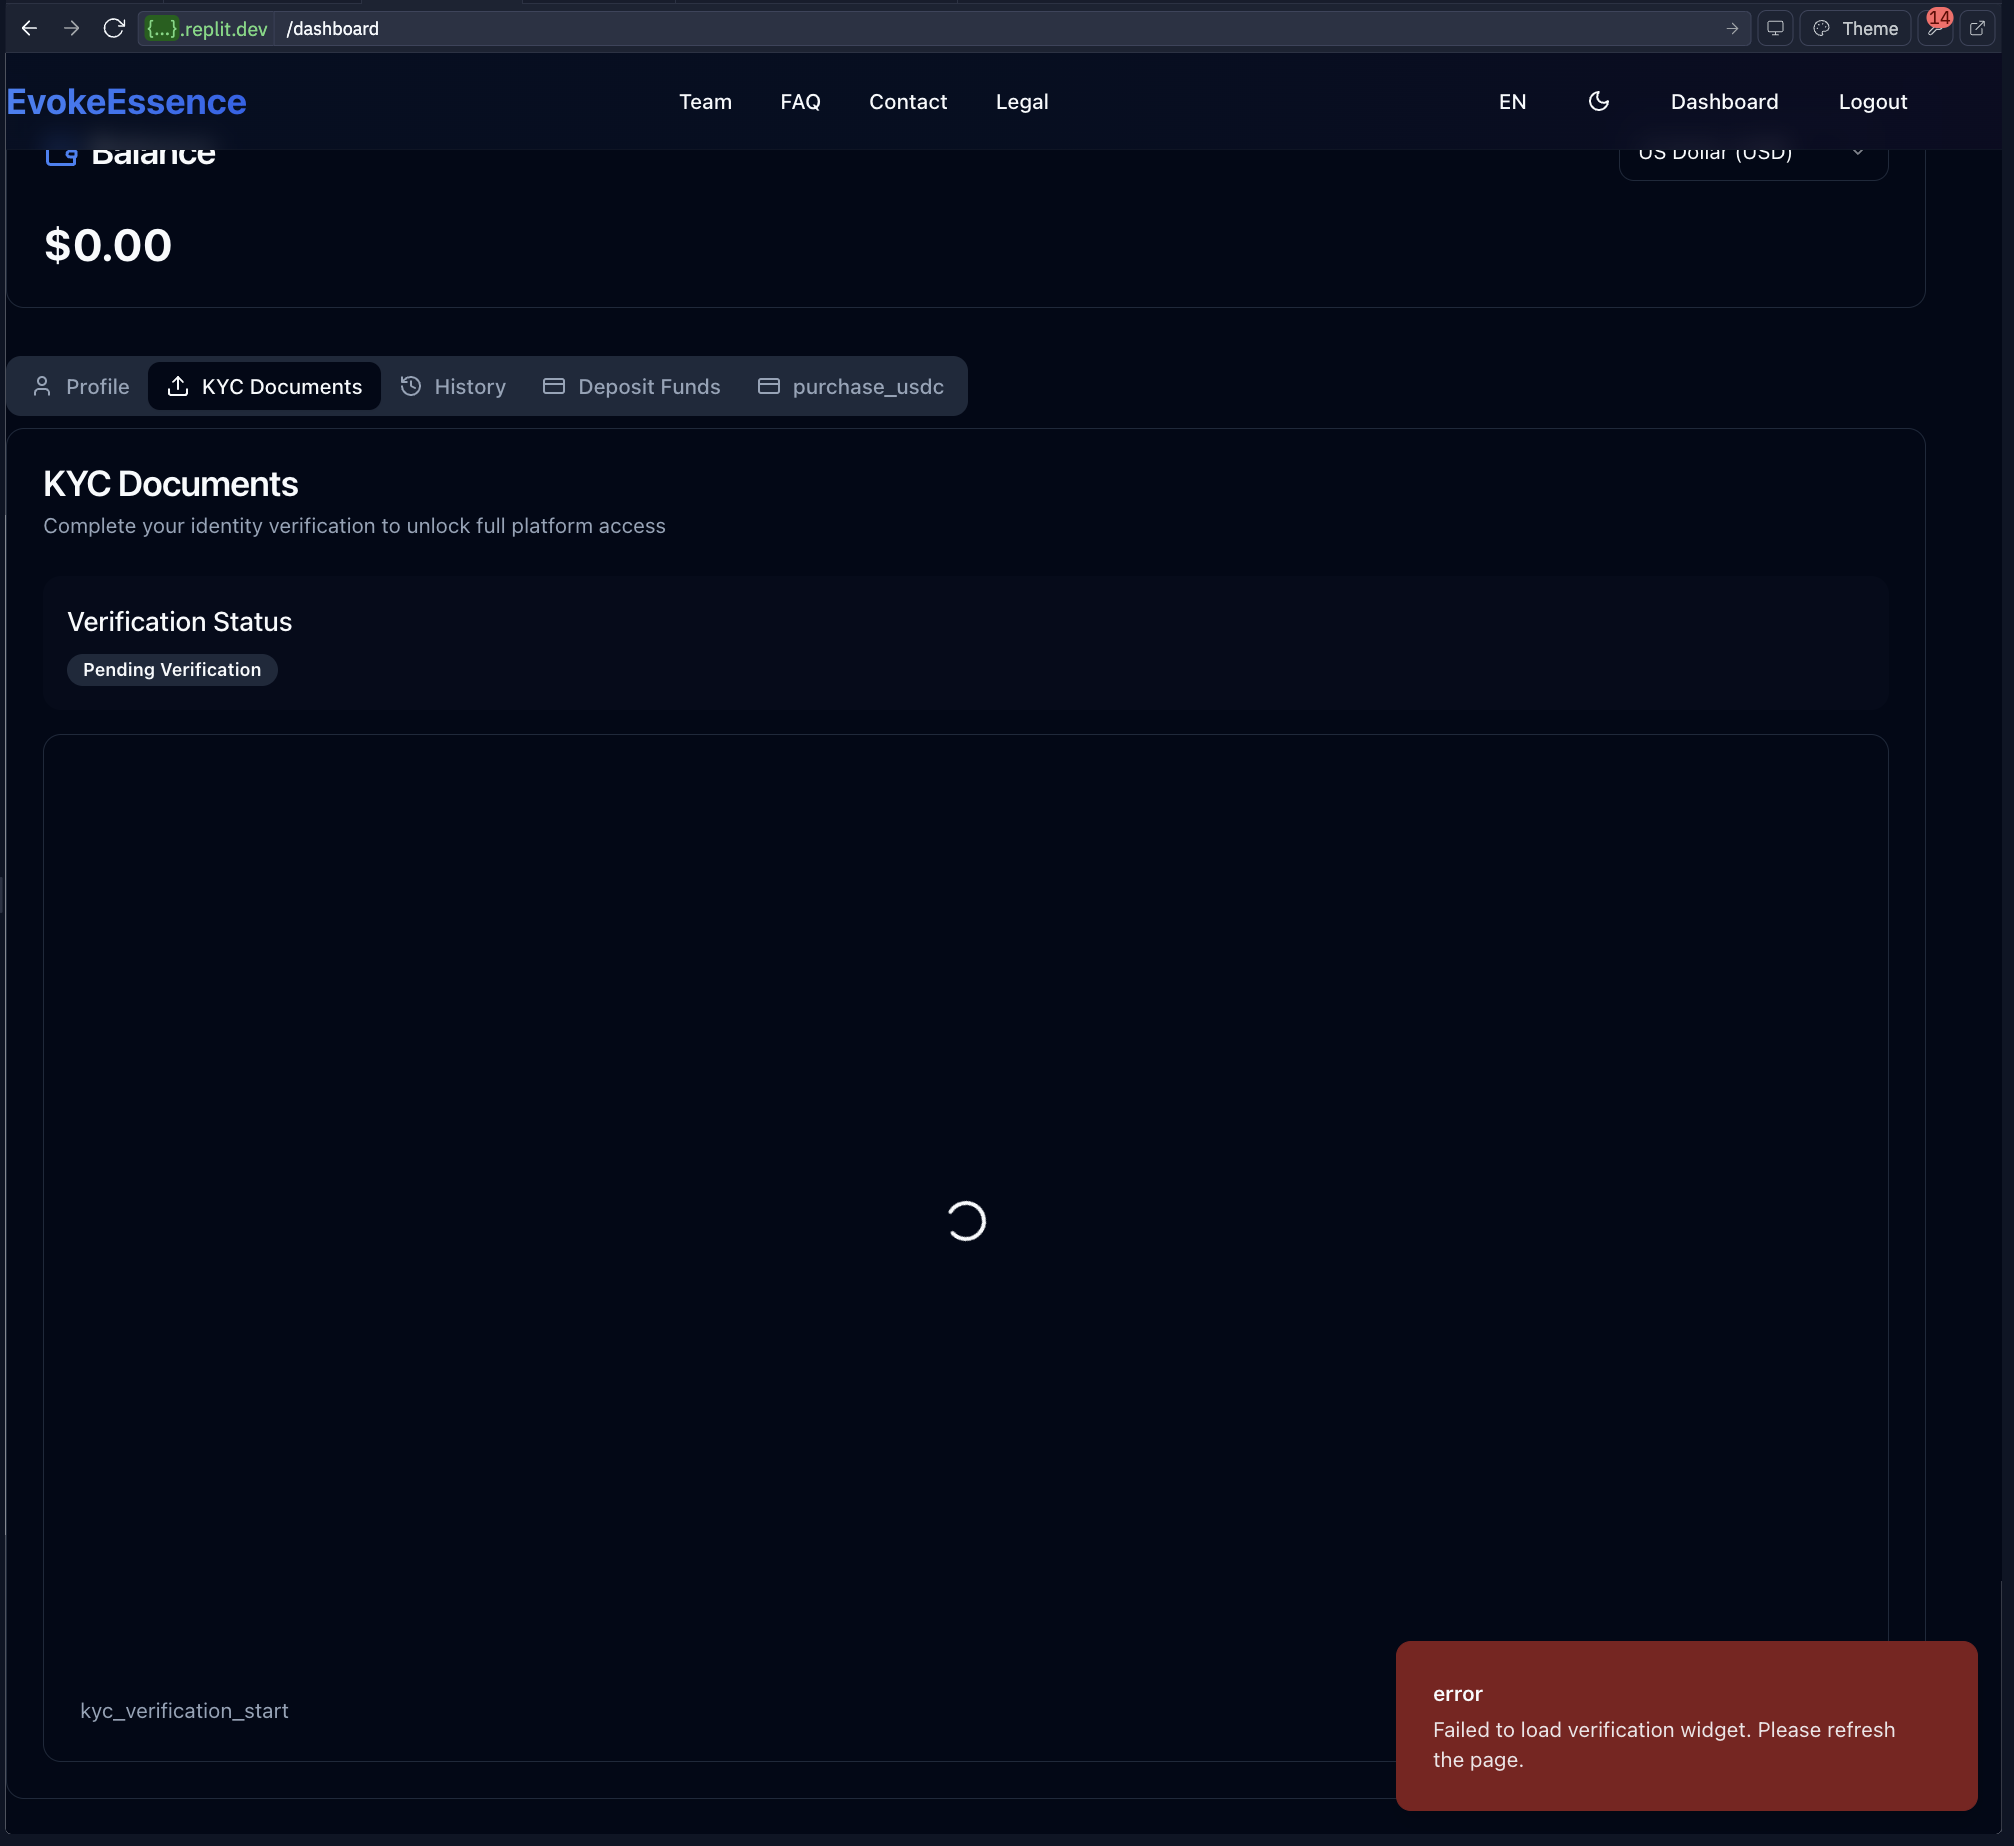 {...}.replit.dev /dashboard
Theme
14
EvokeEssence
Team
FAQ
Contact
Legal
EN
Dashboard
Logout
Balance
US Dollar (USD)
$0.00
Profile
KYC Documents
History
Deposit Funds
purchase_usdc
KYC Documents
Complete your identity verification to unlock full platform access
Verification Status
Pending Verification
kyc_verification_start
error
Failed to load verification widget. Please refresh
the page.